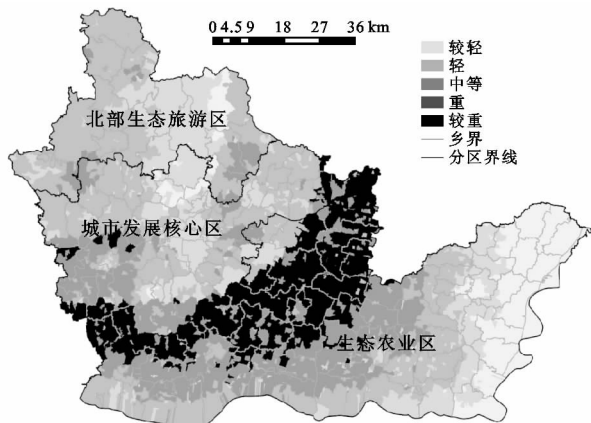 0 4.5 9 18 27 36 km
较轻
轻
中等
重
较重
乡界
分区界线
北部生态旅游区
城市发展核心区
生态农业区